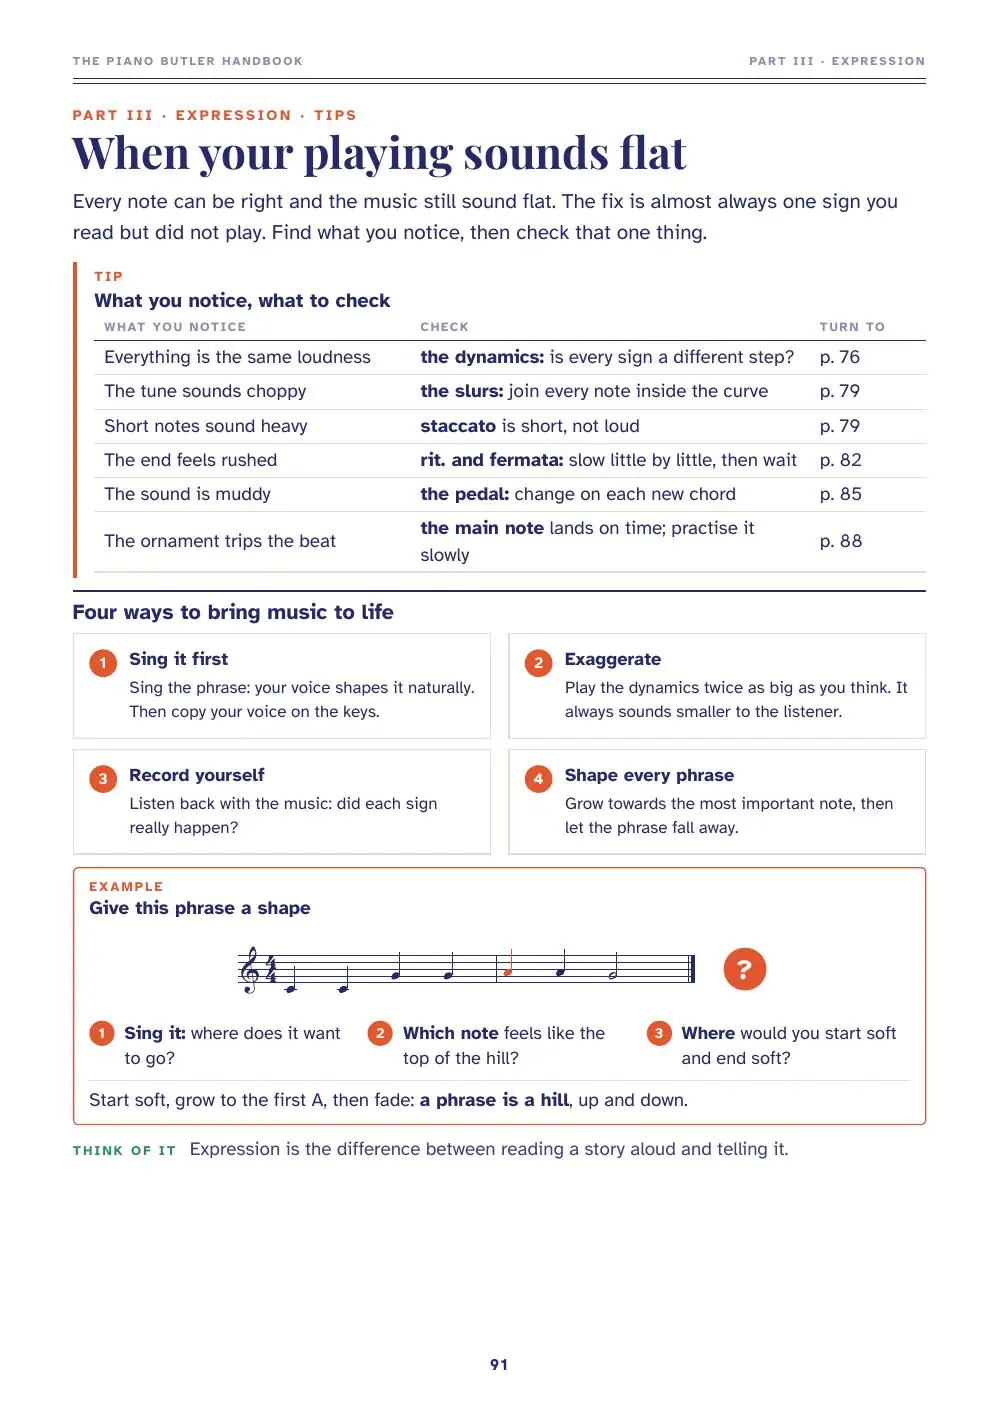 THE PIANO BUTLER HANDBOOK
PART III · EXPRESSION
PART III · EXPRESSION · TIPS
When your playing sounds flat
Every note can be right and the music still sound flat. The fix is almost always one sign you
read but did not play. Find what you notice, then check that one thing.
TIP
What you notice, what to check
WHAT YOU NOTICE CHECK TURN TO
Everything is the same loudness the dynamics: is every sign a different step? p. 76
The tune sounds choppy the slurs: join every note inside the curve p. 79
Short notes sound heavy staccato is short, not loud p. 79
The end feels rushed rit. and fermata: slow little by little, then wait p. 82
The sound is muddy the pedal: change on each new chord p. 85
The ornament trips the beat the main note lands on time; practise it
slowly p. 88
Four ways to bring music to life
1 Sing it first
Sing the phrase: your voice shapes it naturally.
Then copy your voice on the keys.
2 Exaggerate
Play the dynamics twice as big as you think. It
always sounds smaller to the listener.
3 Record yourself
Listen back with the music: did each sign
really happen?
4 Shape every phrase
Grow towards the most important note, then
let the phrase fall away.
EXAMPLE
Give this phrase a shape
4
4
?
1 Sing it: where does it want
to go?
2 Which note feels like the
top of the hill?
3 Where would you start soft
and end soft?
Start soft, grow to the first A, then fade: a phrase is a hill, up and down.
THINK OF IT Expression is the difference between reading a story aloud and telling it.
91